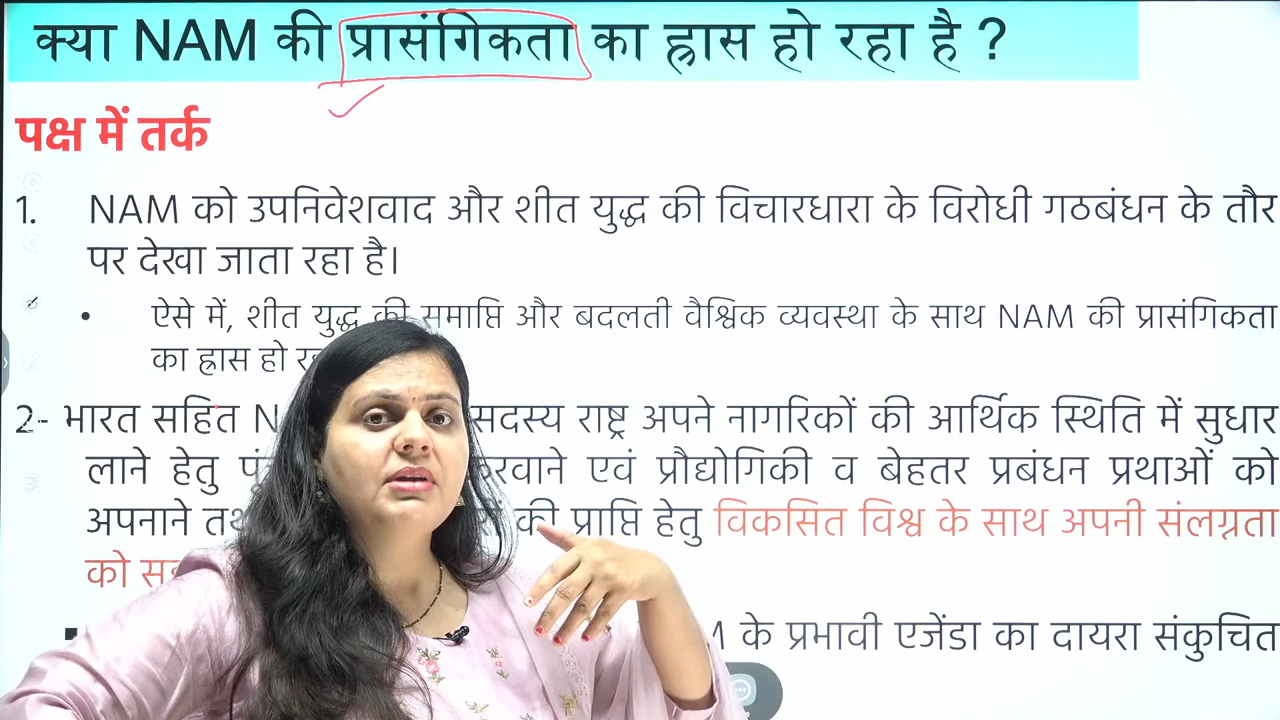 क्या NAM की प्रासंगिकता का ह्रास हो रहा है ?
पक्ष में तर्क
1. NAM को उपनिवेशवाद और शीत युद्ध की विचारधारा के विरोधी गठबंधन के तौर
पर देखा जाता रहा है।
• ऐसे में, शीत युद्ध की समाप्ति और बदलती वैश्विक व्यवस्था के साथ NAM की प्रासंगिकता
का ह्रास हो
2- भारत सहित सदस्य राष्ट्र अपने नागरिकों की आर्थिक स्थिति में सुधार
लाने हेतु एवं प्रौद्योगिकी व बेहतर प्रबंधन प्रथाओं को
अपनाने की प्राप्ति हेतु विकसित विश्व के साथ अपनी संलग्नता
को
के प्रभावी एजेंडा का दायरा संकुचित